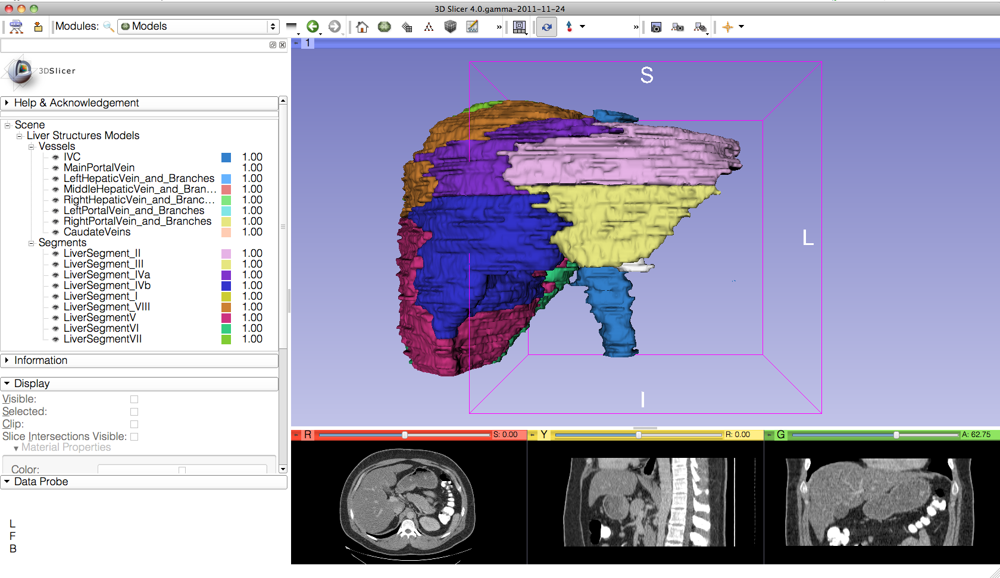 3D Slicer 4.0.gamma-2011-11-24
Modules: Models
1
3DSlicer
Help & Acknowledgement
Scene
Liver Structures Models
Vessels
IVC 1.00
MainPortalVein 1.00
LeftHepaticVein_and_Branches 1.00
MiddleHepaticVein_and_Bran... 1.00
RightHepaticVein_and_Branc... 1.00
LeftPortalVein_and_Branches 1.00
RightPortalVein_and_Branches 1.00
CaudateVeins 1.00
Segments
LiverSegment_II 1.00
LiverSegment_III 1.00
LiverSegment_IVa 1.00
LiverSegment_IVb 1.00
LiverSegment_I 1.00
LiverSegment_VIII 1.00
LiverSegmentV 1.00
LiverSegmentVI 1.00
LiverSegmentVII 1.00
Information
Display
Visible:
Selected:
Clip:
Slice Intersections Visible:
Material Properties
Color:
Data Probe
L
F
B
S
L
I
R S: 0.00
Y R: 0.00
G A: 62.75